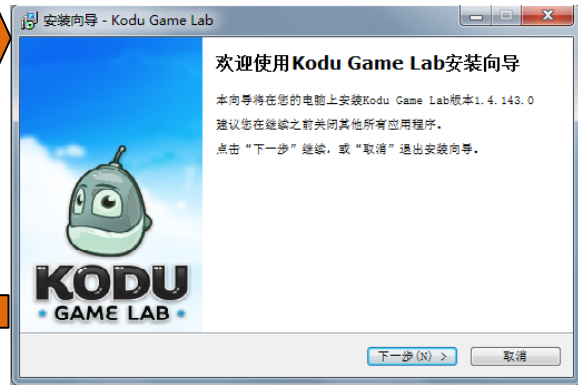 安装向导 - Kodu Game Lab
欢迎使用Kodu Game Lab安装向导
本向导将在您的电脑上安装Kodu Game Lab版本1.4.143.0
建议您在继续之前关闭其他所有应用程序。
点击“下一步”继续，或“取消”退出安装向导。
KODU
GAME LAB
下一步(N) >
取消